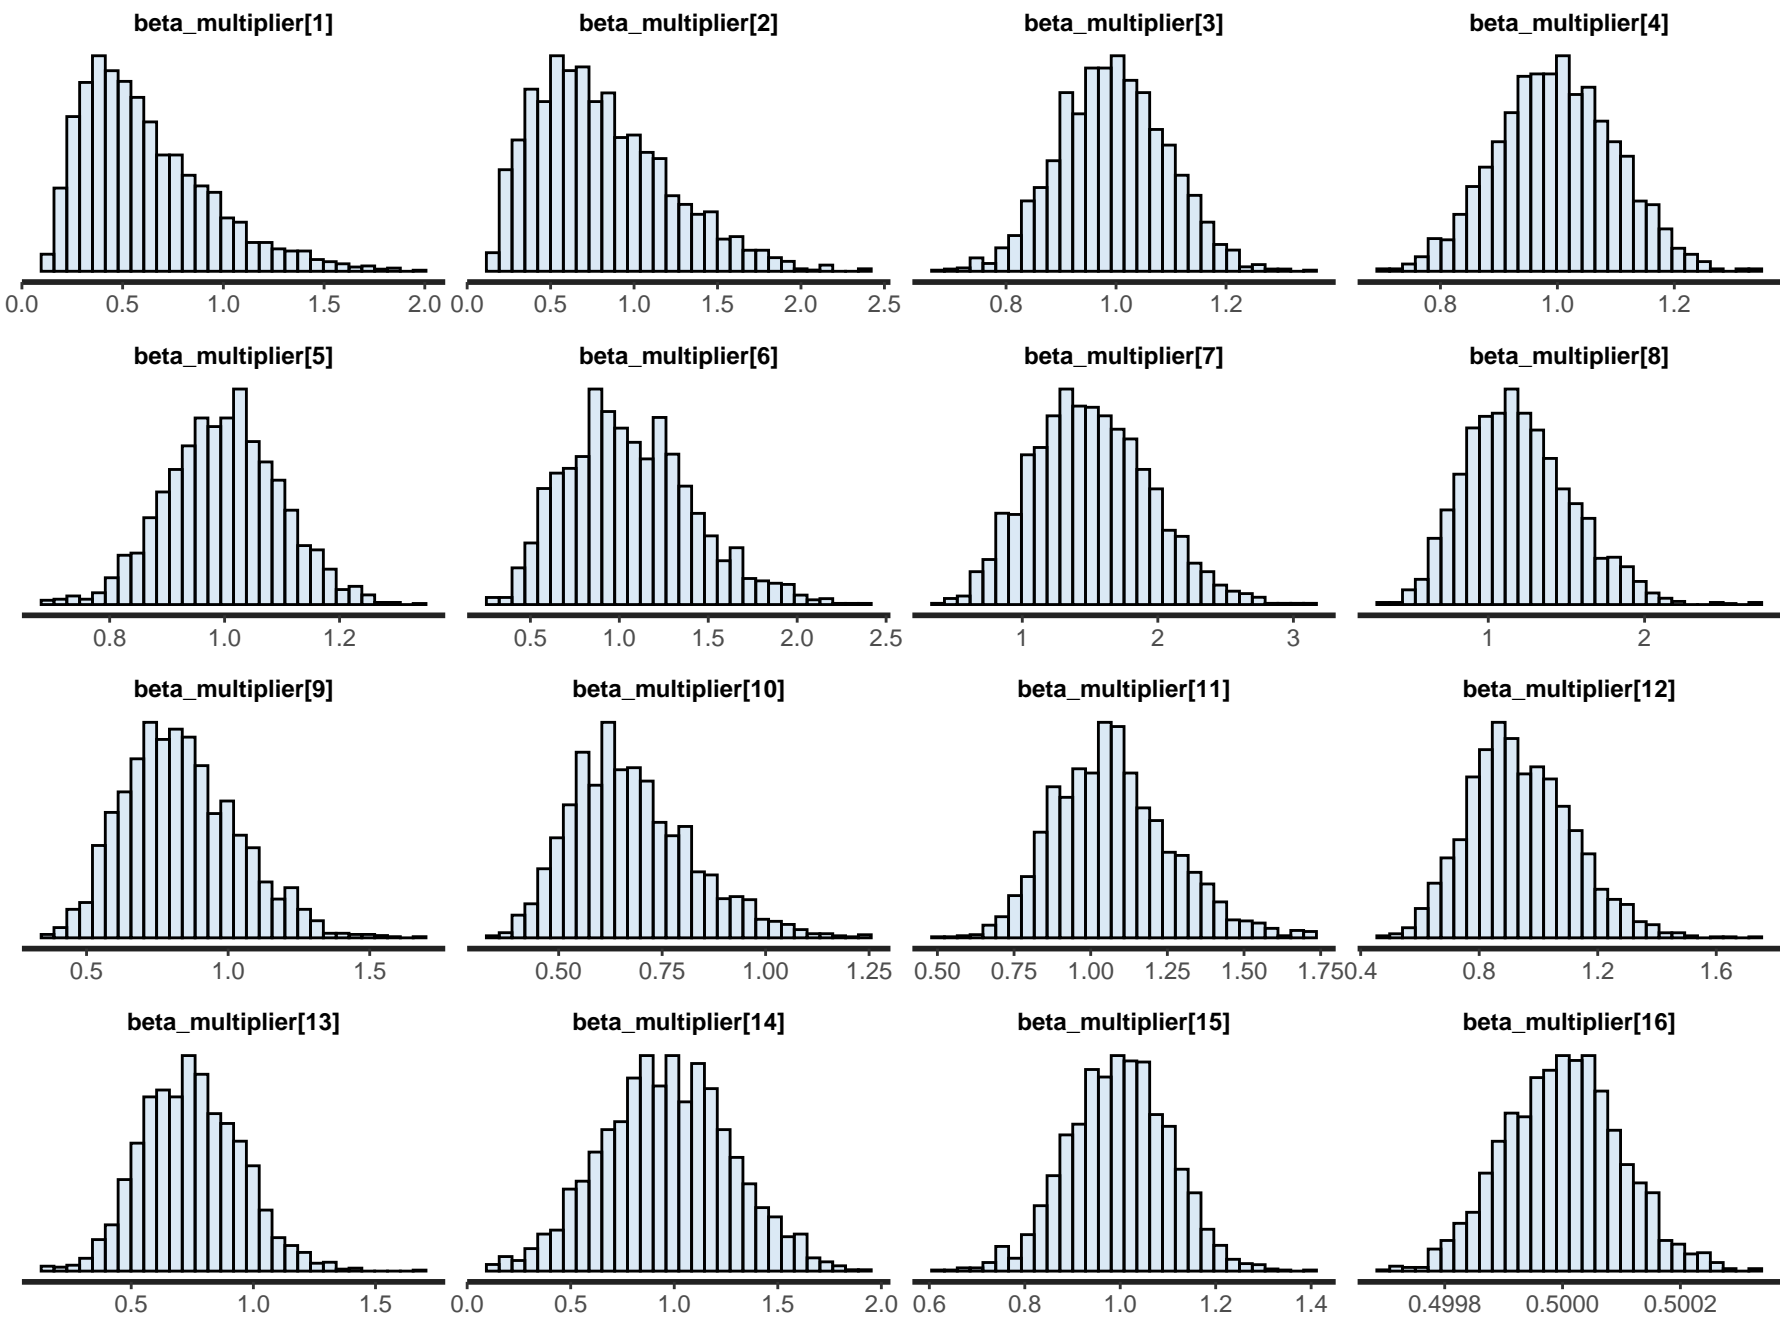 beta_multiplier[1] beta_multiplier[2] beta_multiplier[3] beta_multiplier[4]
0.0 0.5 1.0 1.5 2.0 0.0 0.5 1.0 1.5 2.0 2.5 0.8 1.0 1.2 0.8 1.0 1.2
beta_multiplier[5] beta_multiplier[6] beta_multiplier[7] beta_multiplier[8]
0.8 1.0 1.2 0.5 1.0 1.5 2.0 2.5 1 2 3 1 2
beta_multiplier[9] beta_multiplier[10] beta_multiplier[11] beta_multiplier[12]
0.5 1.0 1.5 0.50 0.75 1.00 1.25 0.50 0.75 1.00 1.25 1.50 1.75 0.4 0.8 1.2 1.6
beta_multiplier[13] beta_multiplier[14] beta_multiplier[15] beta_multiplier[16]
0.5 1.0 1.5 0.0 0.5 1.0 1.5 2.0 0.6 0.8 1.0 1.2 1.4 0.4998 0.5000 0.5002